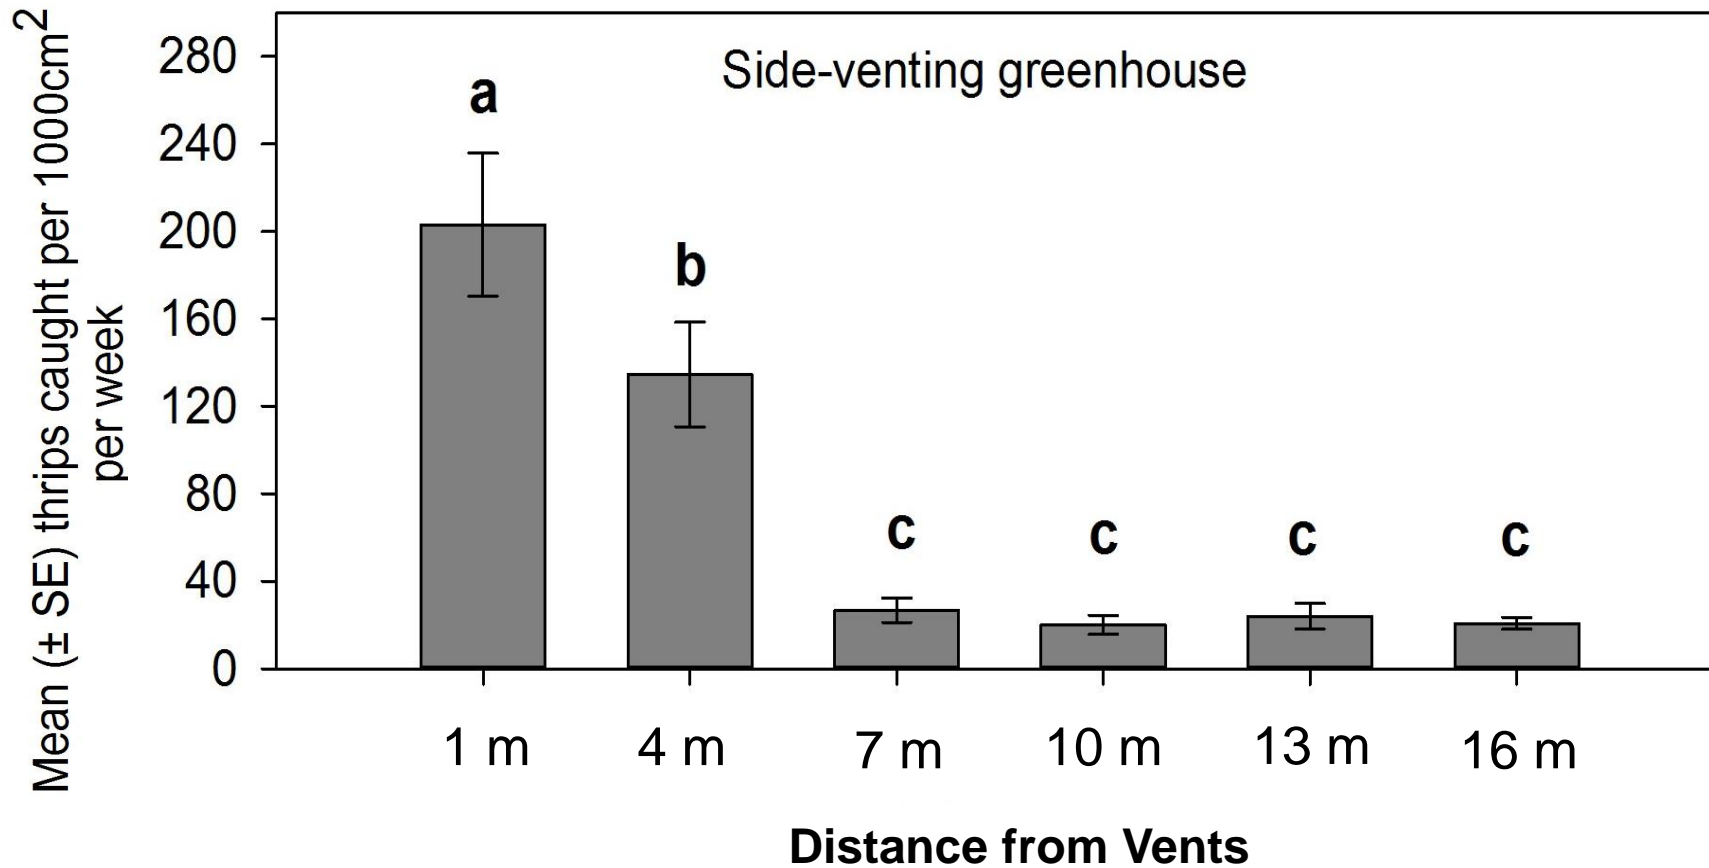 Side-venting greenhouse
Mean (± SE) thrips caught per 1000cm²
per week
280
240
200
160
120
80
40
0
a
b
c
c
c
c
1 m
4 m
7 m
10 m
13 m
16 m
Distance from Vents